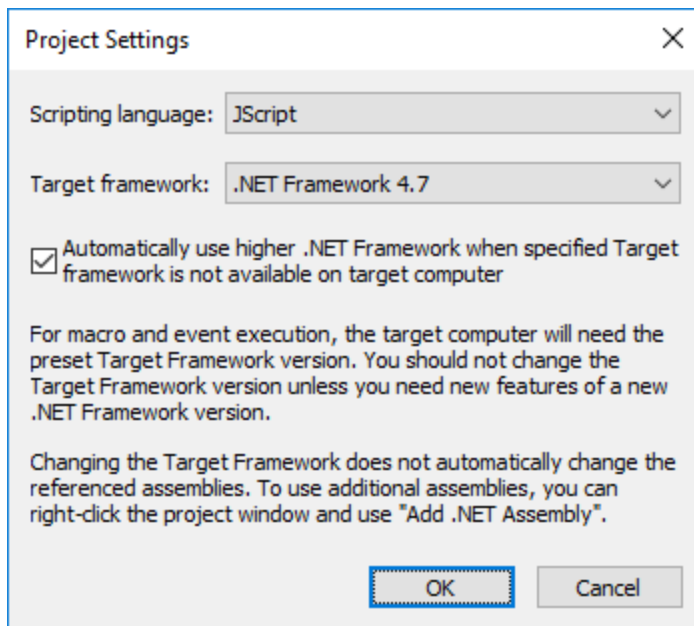 Project Settings
Scripting language: JScript
Target framework: .NET Framework 4.7
Automatically use higher .NET Framework when specified Target
framework is not available on target computer
For macro and event execution, the target computer will need the
preset Target Framework version. You should not change the
Target Framework version unless you need new features of a new
.NET Framework version.
Changing the Target Framework does not automatically change the
referenced assemblies. To use additional assemblies, you can
right-click the project window and use "Add .NET Assembly".
OK Cancel